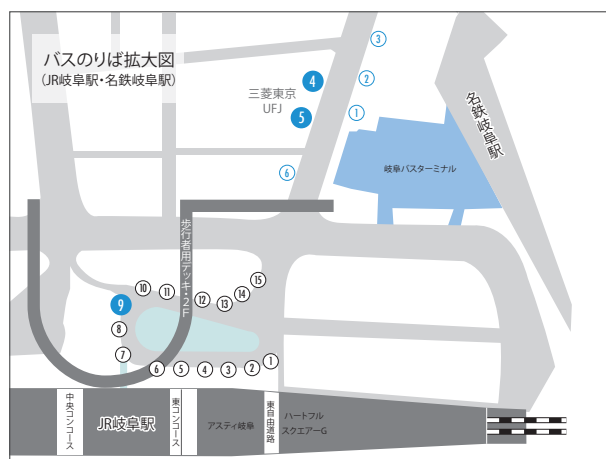 バスのりば拡大図
(JR岐阜駅・名鉄岐阜駅)
③
②
①
三菱東京
UFJ
4
5
⑥
名鉄岐阜駅
岐阜バスターミナル
歩行者用デッキ・2F
9
⑩
⑪
⑫
⑬
⑭
⑮
⑧
⑦
⑥
⑤
④
③
②
①
中央コンコース
JR岐阜駅
東コンコース
アスティ岐阜
東自由道路
ハートフル
スクエアーG